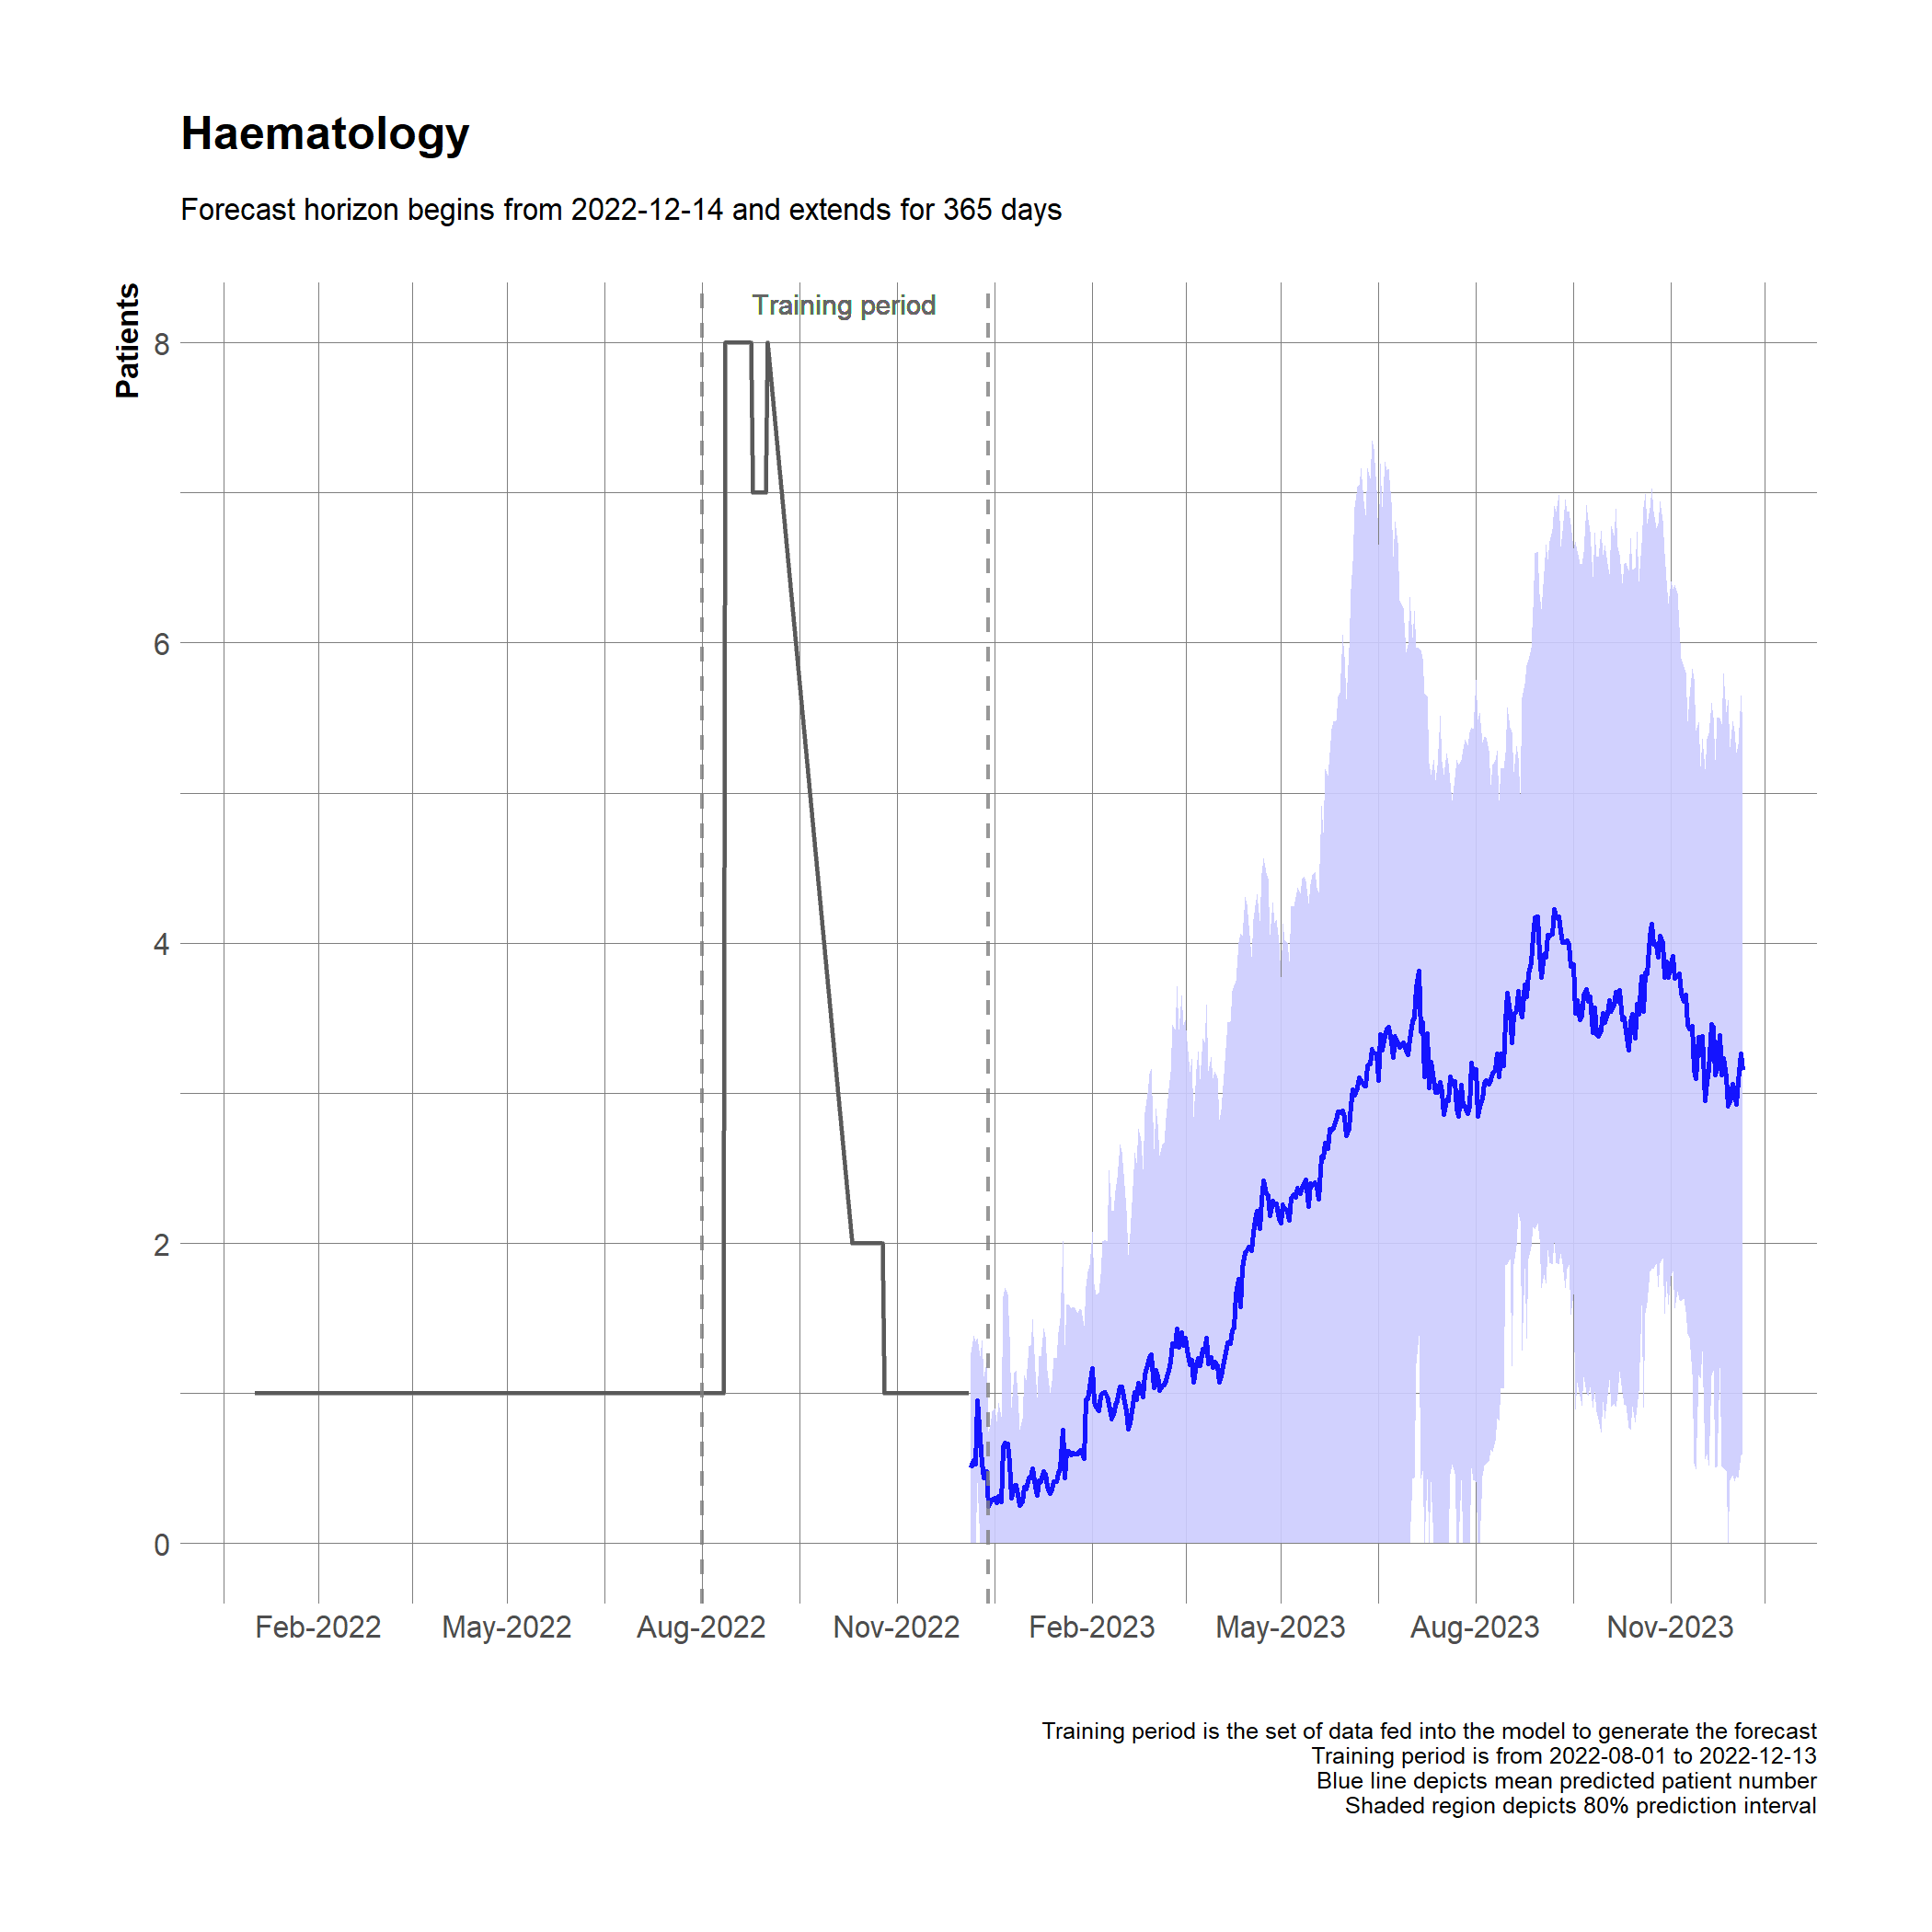 Haematology
Forecast horizon begins from 2022-12-14 and extends for 365 days
Patients
Training period
8
6
4
2
0
Feb-2022 May-2022 Aug-2022 Nov-2022 Feb-2023 May-2023 Aug-2023 Nov-2023
Training period is the set of data fed into the model to generate the forecast
Training period is from 2022-08-01 to 2022-12-13
Blue line depicts mean predicted patient number
Shaded region depicts 80% prediction interval